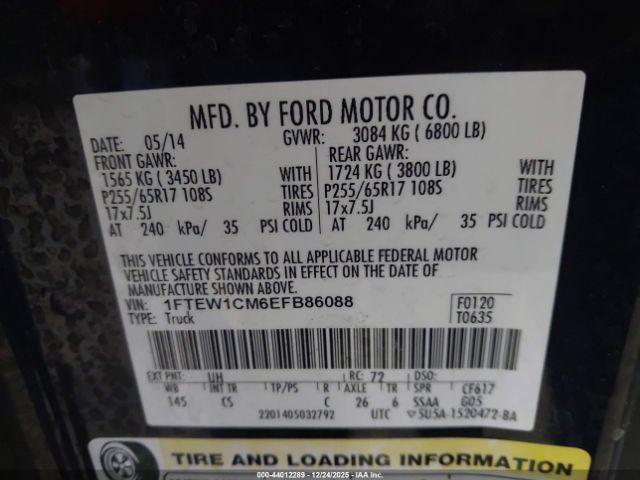 MFD. BY FORD MOTOR CO.
DATE: 05/14 GVWR: 3084 KG ( 6800 LB)
FRONT GAWR: REAR GAWR:
1565 KG ( 3450 LB) WITH 1724 KG ( 3800 LB) WITH
P255/65R17 108S TIRES P255/65R17 108S TIRES
17x7.5J RIMS 17x7.5J RIMS
AT 240 kPa/ 35 PSI COLD AT 240 kPa/ 35 PSI COLD
THIS VEHICLE CONFORMS TO ALL APPLICABLE FEDERAL MOTOR
VEHICLE SAFETY STANDARDS IN EFFECT ON THE DATE OF
MANUFACTURE SHOWN ABOVE.
VIN: 1FTEW1CM6EFB86088 F0120
TYPE: Truck T0635
EXT PNT: UH RC: 72 DSO:
WB INT TR TP/PS R AXLE TR SPR CF617
145 CS C 26 6 SSAA G05
2201405032792 UTC 5U5A-1520472-BA
TIRE AND LOADING INFORMATION
000-44012289 - 12/24/2025 - IAA Inc.